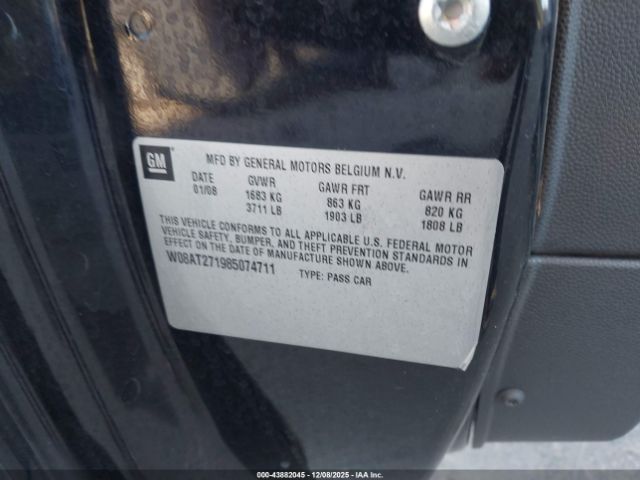 GM
MFD BY GENERAL MOTORS BELGIUM N.V.
DATE GVWR GAWR FRT GAWR RR
01/08 1683 KG 863 KG 820 KG
3711 LB 1903 LB 1808 LB
THIS VEHICLE CONFORMS TO ALL APPLICABLE U.S. FEDERAL MOTOR
VEHICLE SAFETY, BUMPER, AND THEFT PREVENTION STANDARDS IN
EFFECT ON THE DATE OF MANUFACTURE SHOWN ABOVE.
W08AT271985074711 TYPE: PASS CAR
000-43882045 - 12/08/2025 - IAAI.com